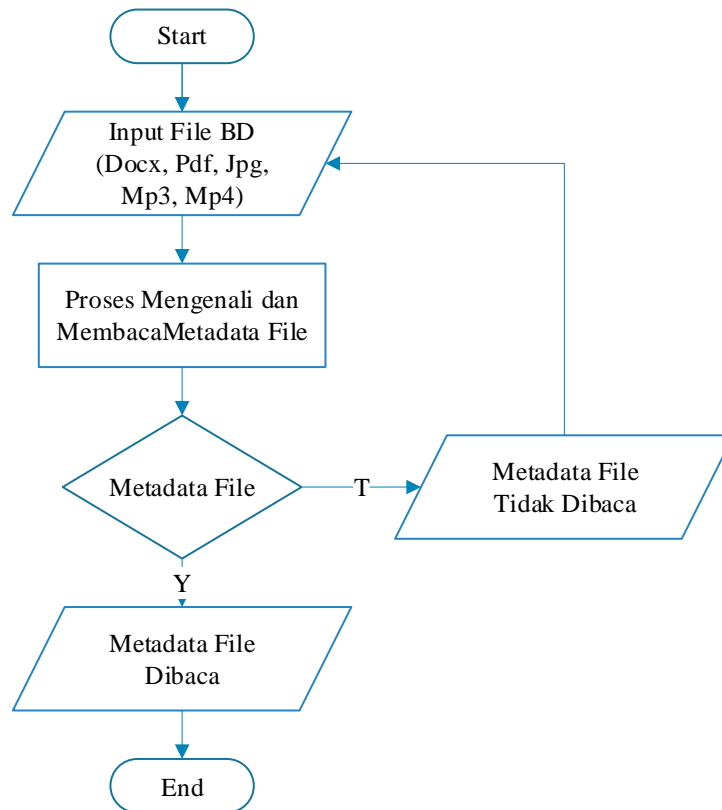 Start
Input File BD
(Docx, Pdf, Jpg,
Mp3, Mp4)
Proses Mengenali dan
MembacaMetadata File
Metadata File
T
Metadata File
Tidak Dibaca
Y
Metadata File
Dibaca
End